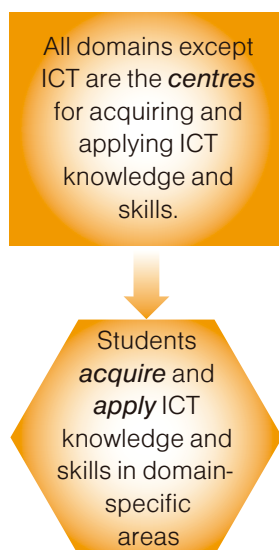 All domains except
ICT are the centres
for acquiring and
applying ICT
knowledge and
skills.
Students
acquire and
apply ICT
knowledge and
skills in domain-
specific
areas